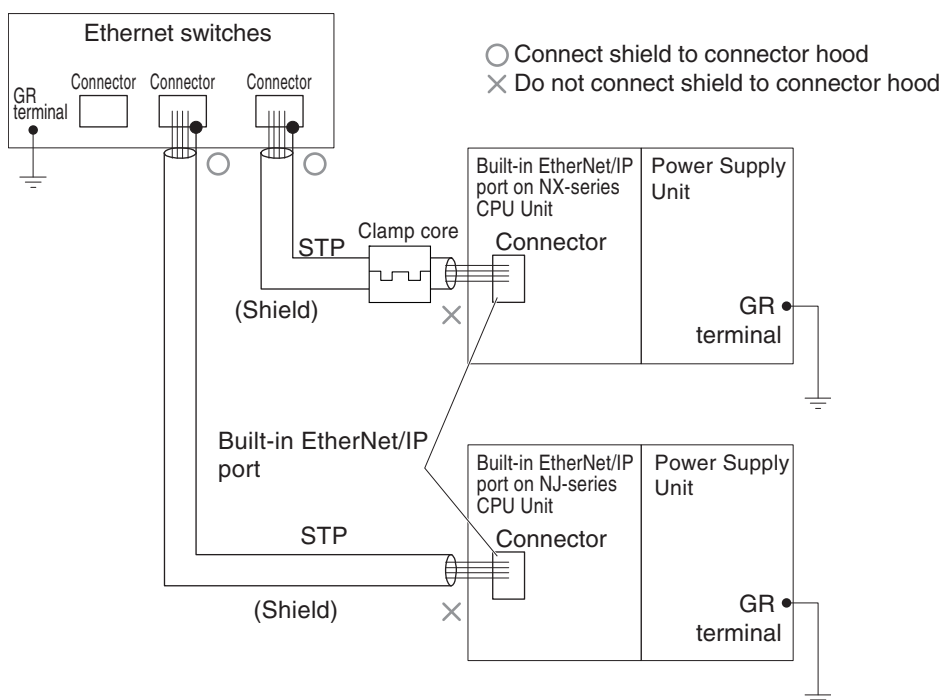 Ethernet switches
Connector
Connector
Connector
GR
terminal
○ Connect shield to connector hood
× Do not connect shield to connector hood
Built-in EtherNet/IP
port on NX-series
CPU Unit
Power Supply
Unit
Connector
Clamp core
STP
(Shield)
GR
terminal
Built-in EtherNet/IP
port
Built-in EtherNet/IP
port on NJ-series
CPU Unit
Power Supply
Unit
Connector
STP
(Shield)
GR
terminal